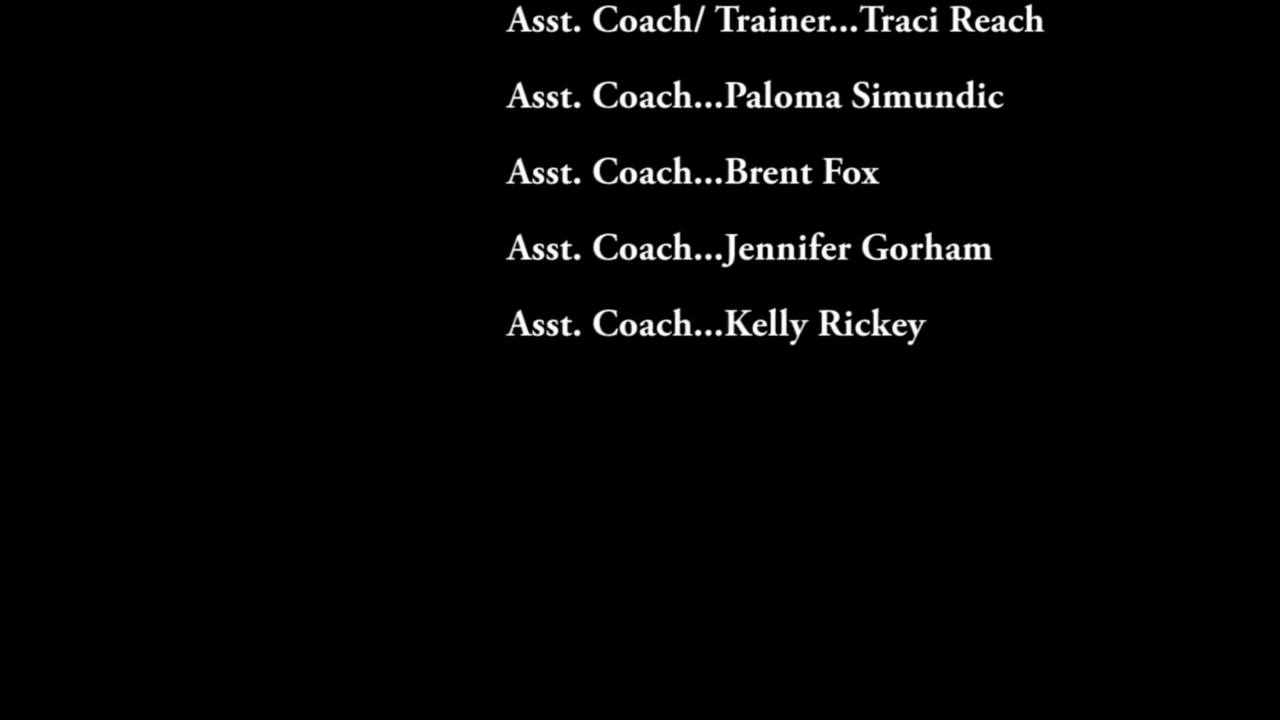 Asst. Coach/ Trainer...Traci Reach
Asst. Coach...Paloma Simundic
Asst. Coach...Brent Fox
Asst. Coach...Jennifer Gorham
Asst. Coach...Kelly Rickey